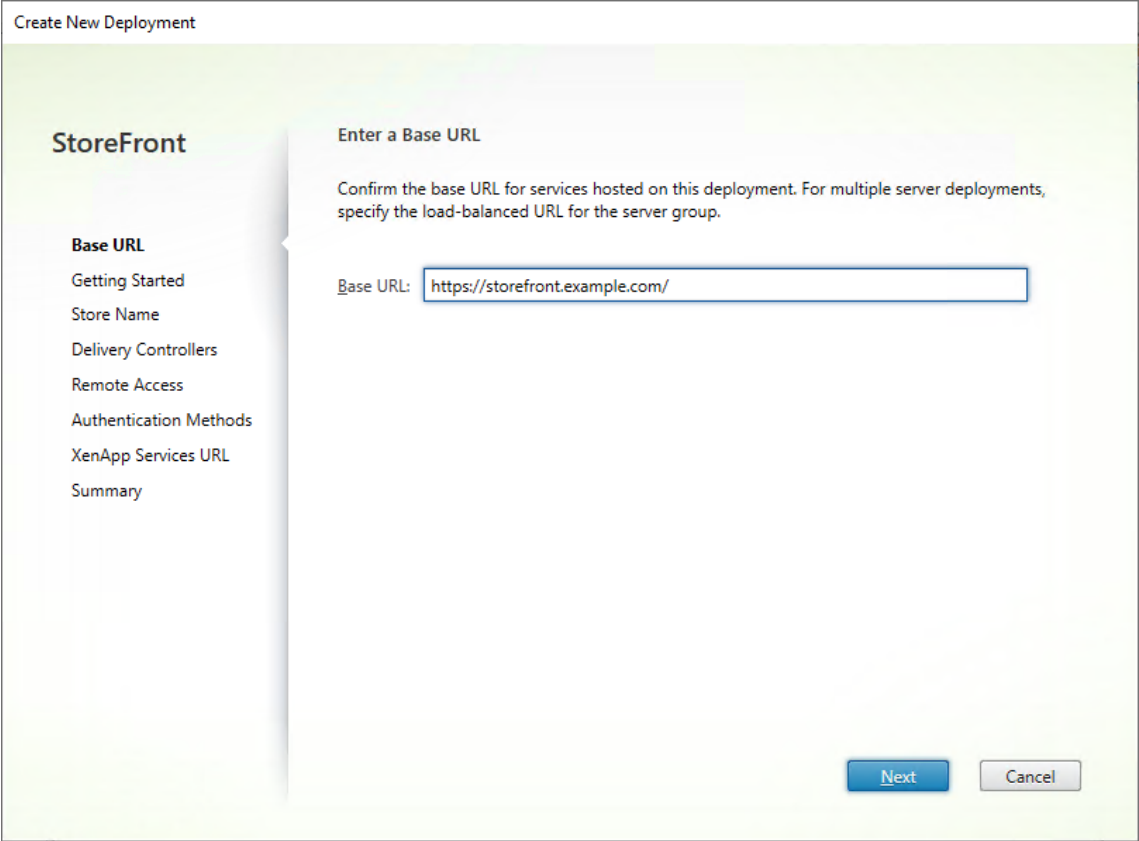 Create New Deployment
StoreFront
Base URL
Getting Started
Store Name
Delivery Controllers
Remote Access
Authentication Methods
XenApp Services URL
Summary
Enter a Base URL
Confirm the base URL for services hosted on this deployment. For multiple server deployments,
specify the load-balanced URL for the server group.
Base URL: https://storefront.example.com/
Next Cancel